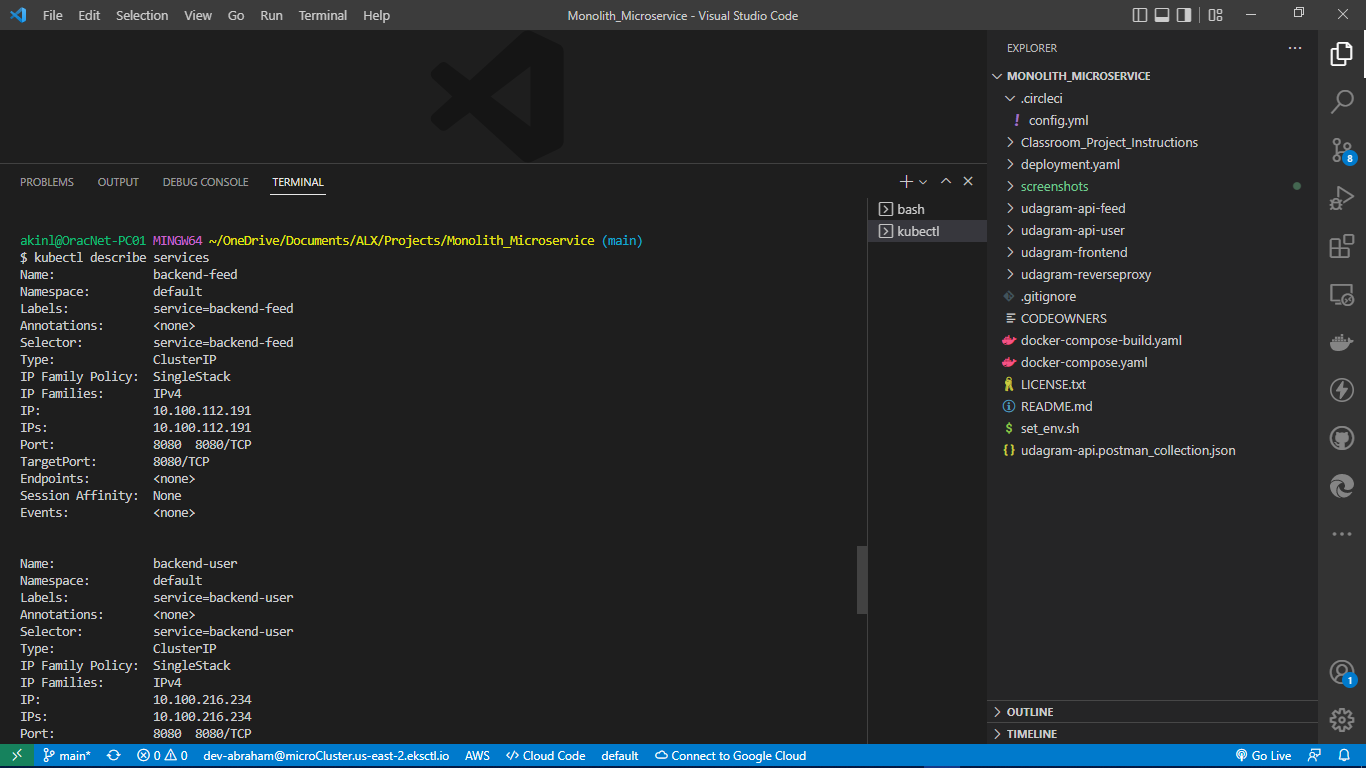 File Edit Selection View Go Run Terminal Help
Monolith_Microservice - Visual Studio Code
PROBLEMS OUTPUT DEBUG CONSOLE TERMINAL
akinl@OracNet-PC01 MINGW64 ~/OneDrive/Documents/ALX/Projects/Monolith_Microservice (main)
$ kubectl describe services
Name: backend-feed
Namespace: default
Labels: service=backend-feed
Annotations: <none>
Selector: service=backend-feed
Type: ClusterIP
IP Family Policy: SingleStack
IP Families: IPv4
IP: 10.100.112.191
IPs: 10.100.112.191
Port: 8080 8080/TCP
TargetPort: 8080/TCP
Endpoints: <none>
Session Affinity: None
Events: <none>
Name: backend-user
Namespace: default
Labels: service=backend-user
Annotations: <none>
Selector: service=backend-user
Type: ClusterIP
IP Family Policy: SingleStack
IP Families: IPv4
IP: 10.100.216.234
IPs: 10.100.216.234
Port: 8080 8080/TCP
bash
kubectl
EXPLORER
MONOLITH_MICROSERVICE
.circleci
! config.yml
Classroom_Project_Instructions
deployment.yaml
screenshots
udagram-api-feed
udagram-api-user
udagram-frontend
udagram-reverseproxy
.gitignore
CODEOWNERS
docker-compose-build.yaml
docker-compose.yaml
LICENSE.txt
README.md
$ set_env.sh
{} udagram-api.postman_collection.json
OUTLINE
TIMELINE
8
1
main* 0 0 dev-abraham@microCluster.us-east-2.eksctl.io AWS Cloud Code default Connect to Google Cloud Go Live